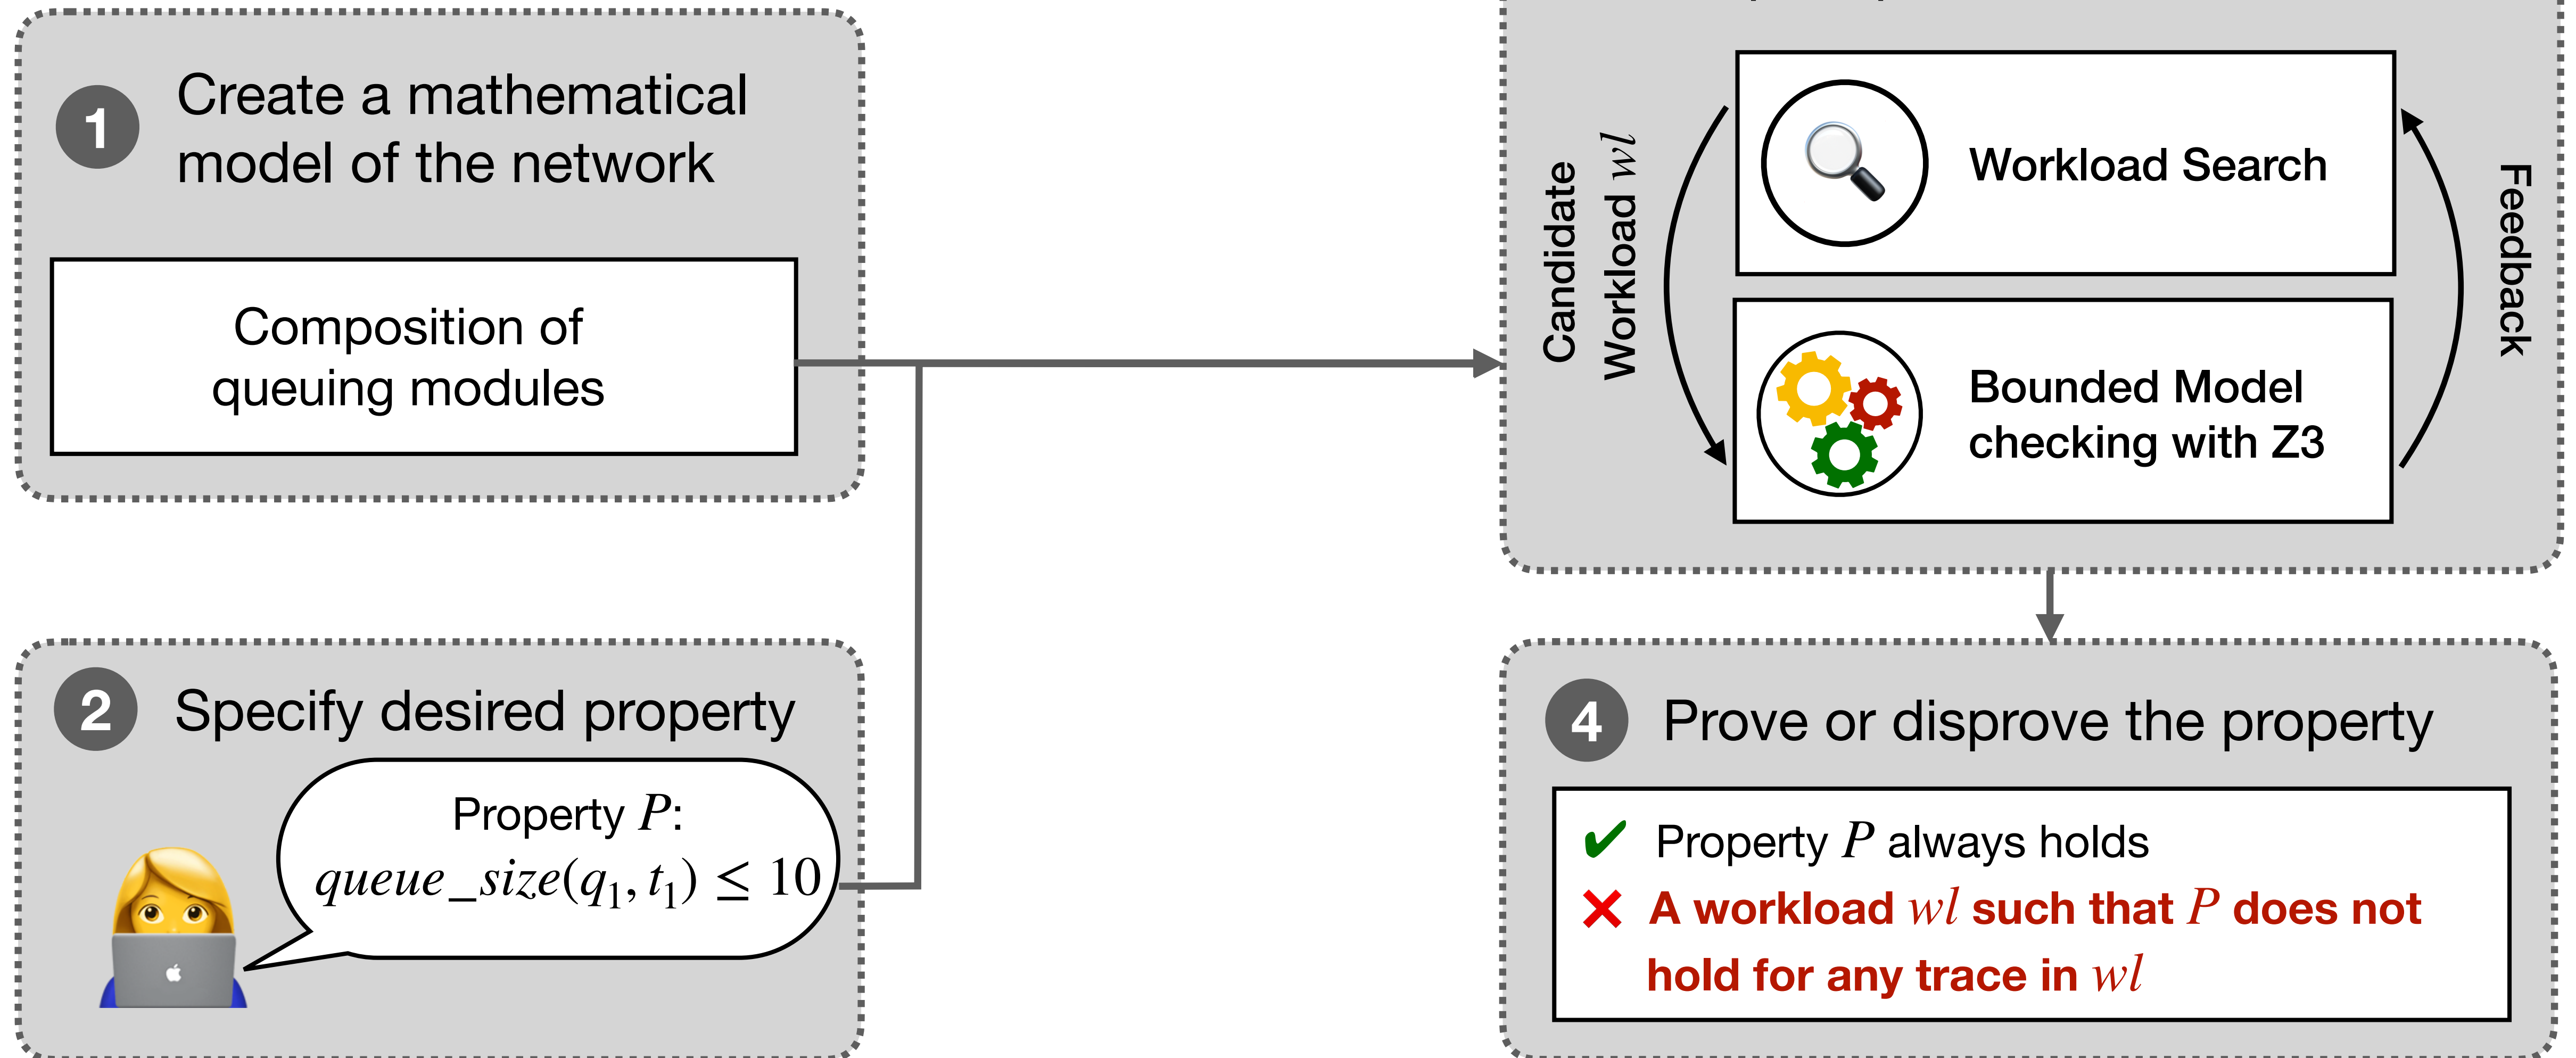 1
Create a mathematical
model of the network
Composition of
queuing modules
2
Specify desired property
Property P:
queue_size(q₁, t₁) ≤ 10
Candidate
Workload wl
Workload Search
Bounded Model
checking with Z3
Feedback
4
Prove or disprove the property
✔ Property P always holds
✕ A workload wl such that P does not
hold for any trace in wl